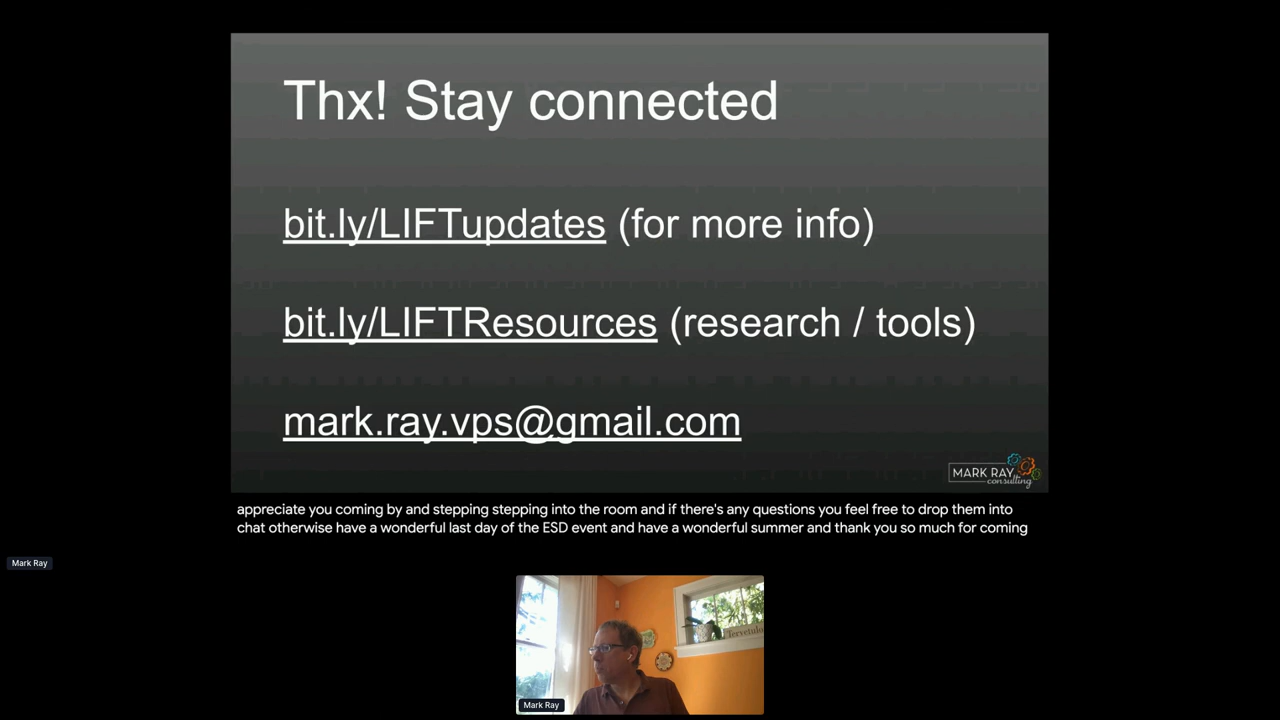 Thx! Stay connected
bit.ly/LIFTupdates (for more info)
bit.ly/LIFTResources (research / tools)
mark.ray.vps@gmail.com
MARK RAY
consulting
appreciate you coming by and stepping stepping into the room and if there's any questions you feel free to drop them into
chat otherwise have a wonderful last day of the ESD event and have a wonderful summer and thank you so much for coming
Mark Ray
Tervetulo
Mark Ray